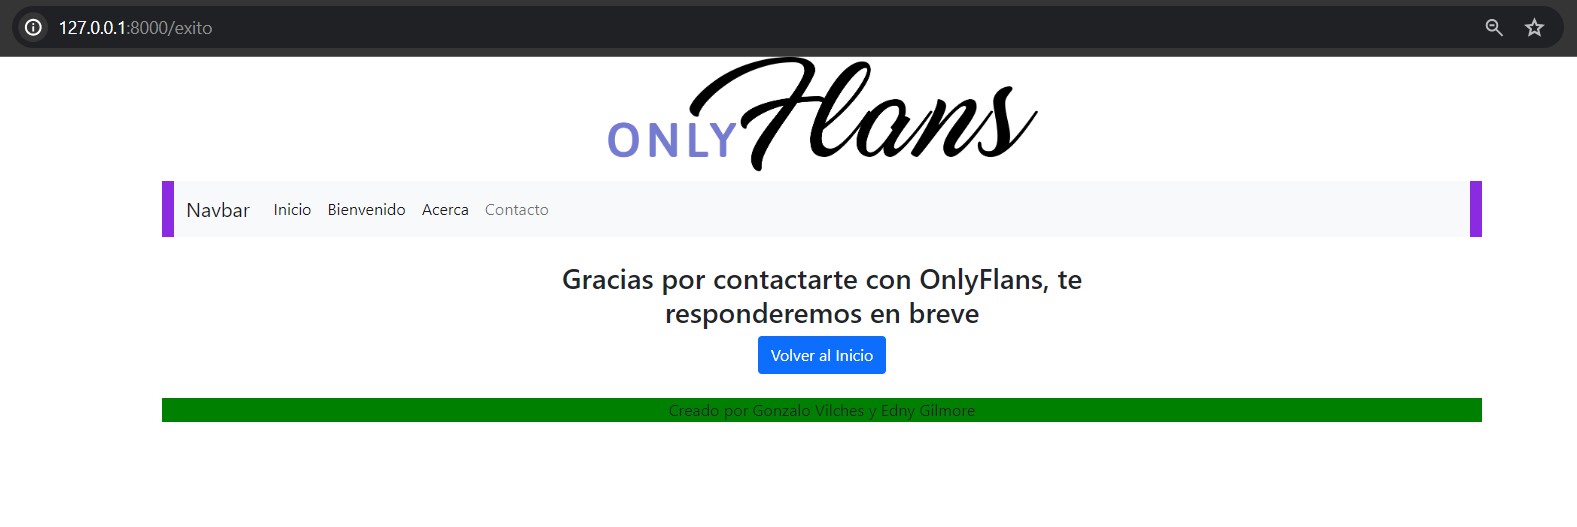 127.0.0.1:8000/exito
ONLY Flans
Navbar Inicio Bienvenido Acerca Contacto
Gracias por contactarte con OnlyFlans, te
responderemos en breve
Volver al Inicio
Creado por Gonzalo Vilches y Edny Gilmore